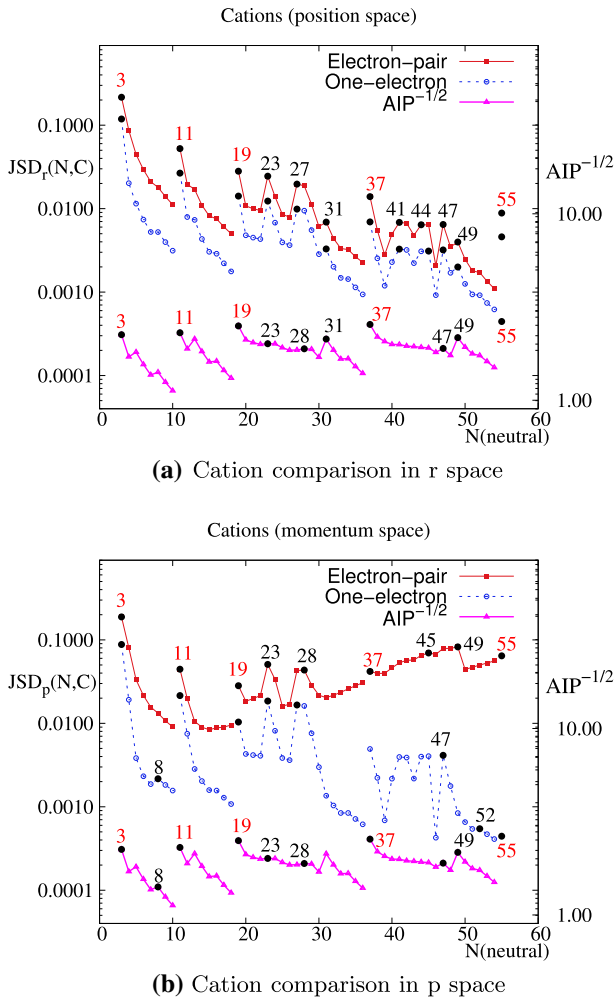 Cations (position space)
Electron-pair
One-electron
AIP-1/2
3
11
19
23
27
31
37
41 44 47
49
55
0.1000
JSDr(N,C)
0.0100
0.0010
0.0001
AIP-1/2
10.00
1.00
3
11
19
23 28
31
37
47
49
55
0 10 20 30 40 50 60
N(neutral)
(a) Cation comparison in r space
Cations (momentum space)
Electron-pair
One-electron
AIP-1/2
3
11
19
23
28
37
45
49
55
0.1000
JSDp(N,C)
0.0100
0.0010
0.0001
AIP-1/2
10.00
1.00
8
47
52
3
8
11
19
23
28
37
49
55
0 10 20 30 40 50 60
N(neutral)
(b) Cation comparison in p space